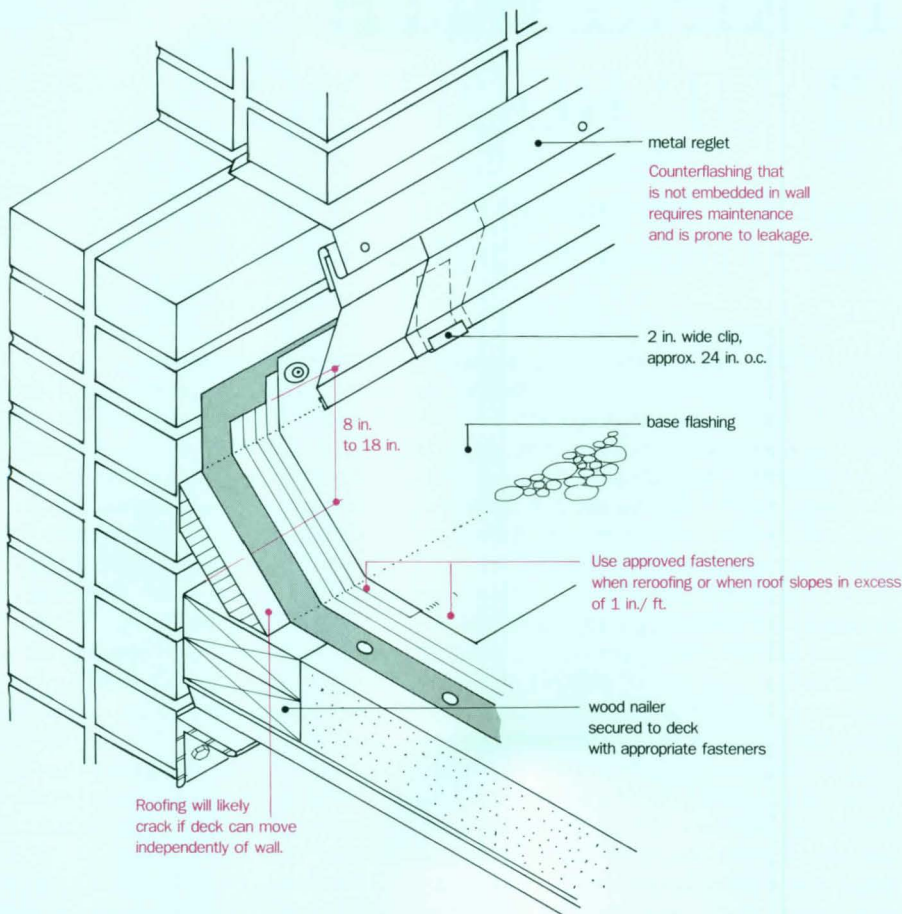 metal reglet
Counterflashing that
is not embedded in wall
requires maintenance
and is prone to leakage.
2 in. wide clip,
approx. 24 in. o.c.
base flashing
8 in.
to 18 in.
Use approved fasteners
when reroofing or when roof slopes in excess
of 1 in./ ft.
wood nailer
secured to deck
with appropriate fasteners
Roofing will likely
crack if deck can move
independently of wall.